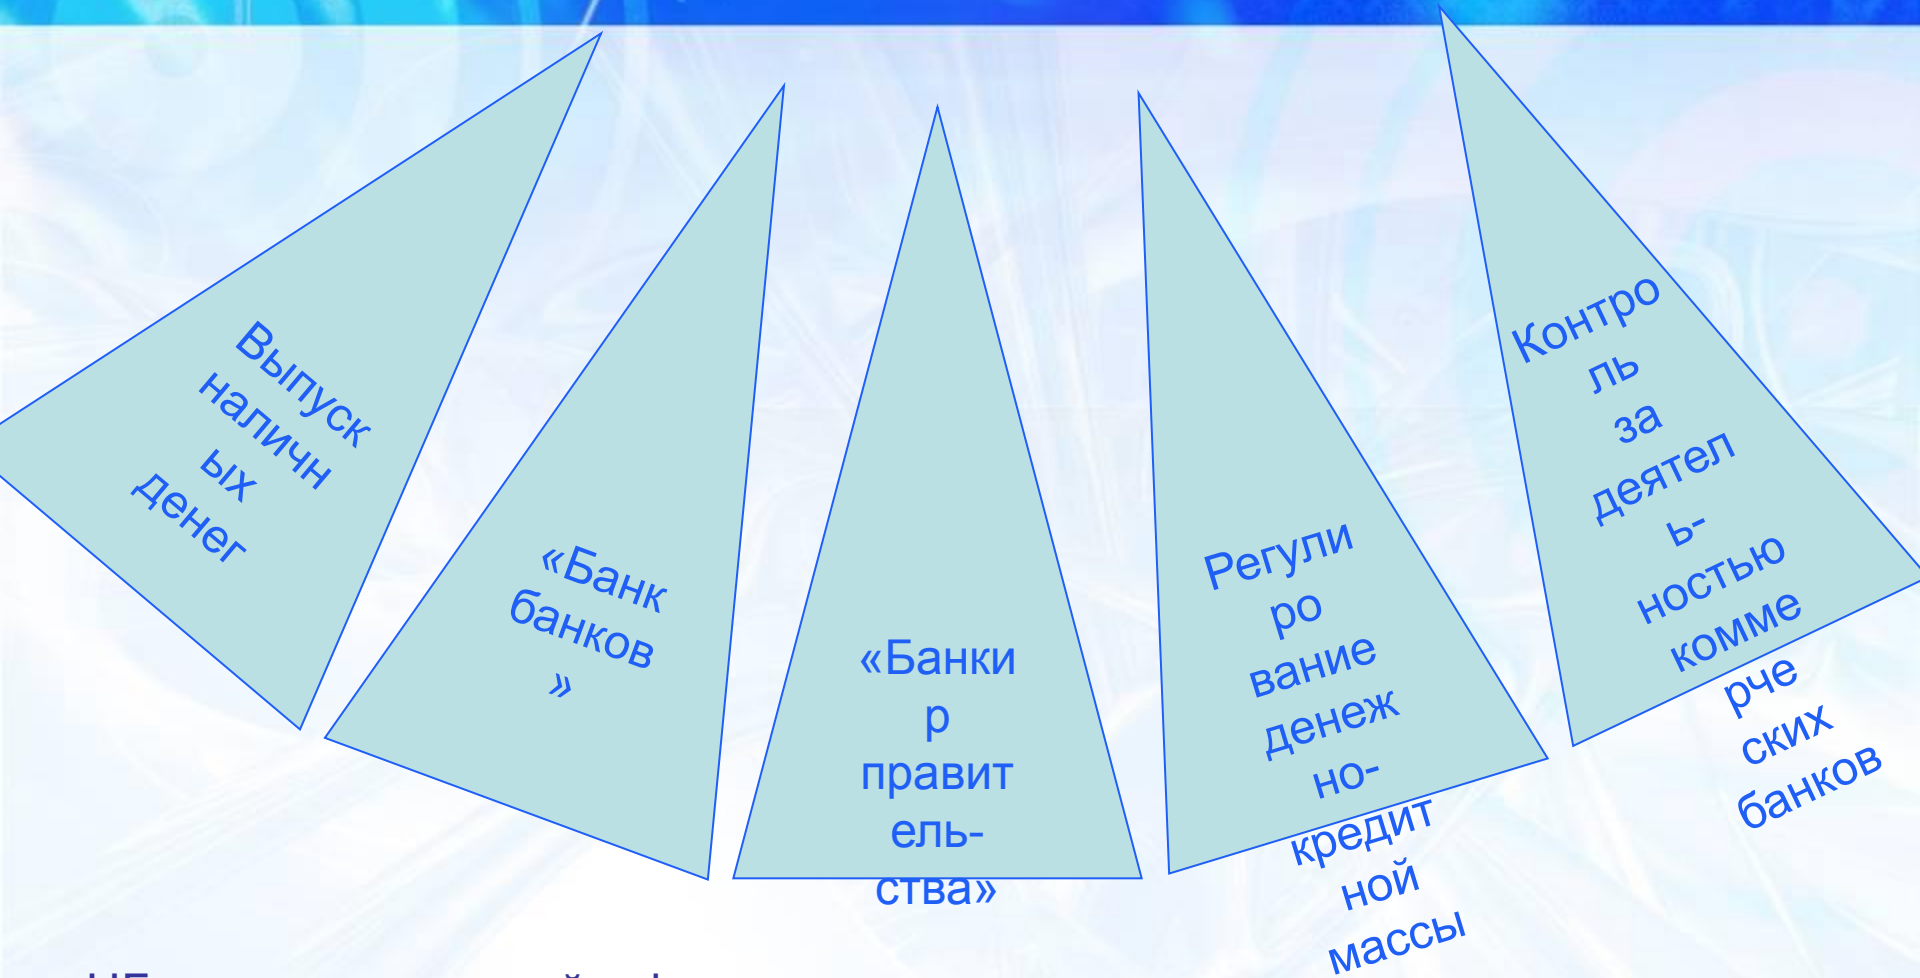 Выпуск
наличн
ых
денег
«Банк
банков
»
«Банки
р
правит
ель-
ства»
Регули
ро
вание
денеж
но-
кредит
ной
массы
Контро
ль
за
деятел
ь-
ностью
комме
рче
ских
банков